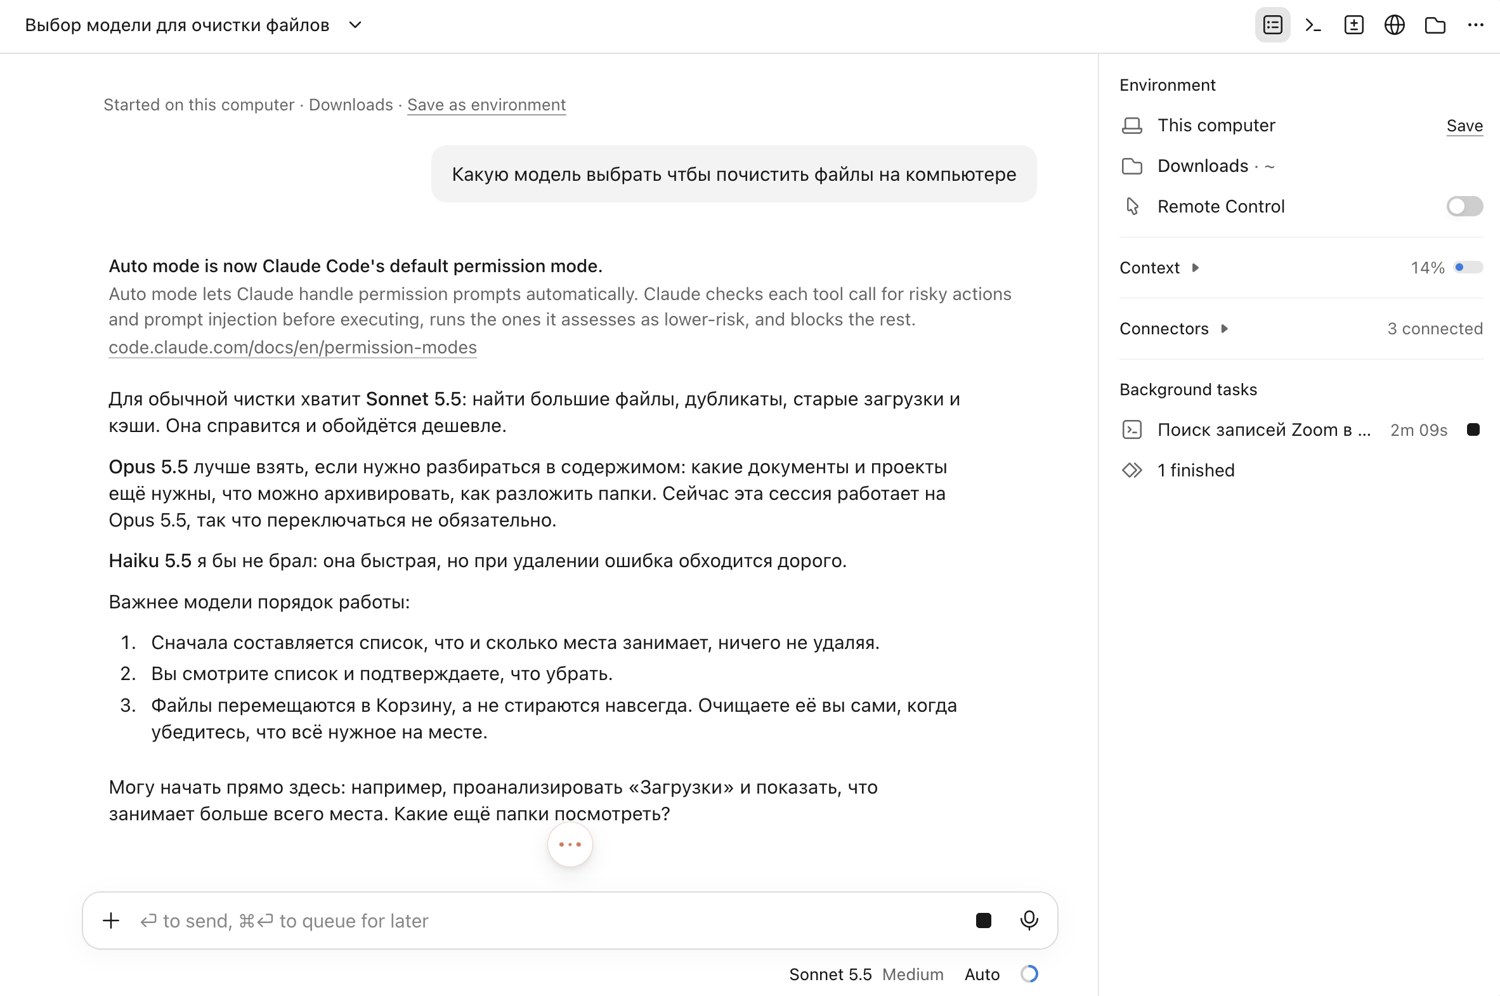 Выбор модели для очистки файлов
Started on this computer · Downloads · Save as environment
Какую модель выбрать чтбы почистить файлы на компьютере
Auto mode is now Claude Code's default permission mode.
Auto mode lets Claude handle permission prompts automatically. Claude checks each tool call for risky actions
and prompt injection before executing, runs the ones it assesses as lower-risk, and blocks the rest.
code.claude.com/docs/en/permission-modes
Для обычной чистки хватит Sonnet 5.5: найти большие файлы, дубликаты, старые загрузки и
кэши. Она справится и обойдётся дешевле.
Opus 5.5 лучше взять, если нужно разбираться в содержимом: какие документы и проекты
ещё нужны, что можно архивировать, как разложить папки. Сейчас эта сессия работает на
Opus 5.5, так что переключаться не обязательно.
Haiku 5.5 я бы не брал: она быстрая, но при удалении ошибка обходится дорого.
Важнее модели порядок работы:
1. Сначала составляется список, что и сколько места занимает, ничего не удаляя.
2. Вы смотрите список и подтверждаете, что убрать.
3. Файлы перемещаются в Корзину, а не стираются навсегда. Очищаете её вы сами, когда
убедитесь, что всё нужное на месте.
Могу начать прямо здесь: например, проанализировать «Загрузки» и показать, что
занимает больше всего места. Какие ещё папки посмотреть?
⏎ to send, ⌘⏎ to queue for later
Sonnet 5.5 Medium Auto
Environment
This computer Save
Downloads · ~
Remote Control
Context 14%
Connectors 3 connected
Background tasks
Поиск записей Zoom в ... 2m 09s
1 finished